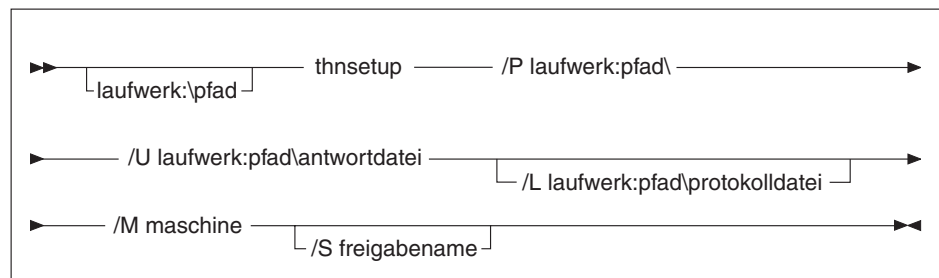 thnsetup /P laufwerk:pfad\
laufwerk:\pfad
/U laufwerk:pfad\antwortdatei
/L laufwerk:pfad\protokolldatei
/M maschine
/S freigabename